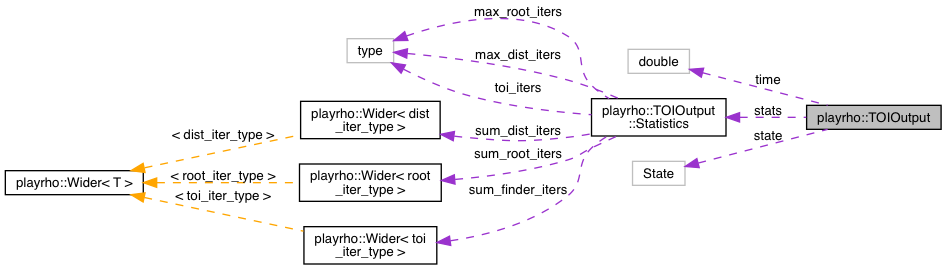 max_root_iters
type
max_dist_iters
double
time
toi_iters
playrho::Wider< dist
_iter_type >
playrho::TOIOutput
::Statistics
stats
playrho::TOIOutput
< dist_iter_type >
sum_dist_iters
state
sum_root_iters
State
playrho::Wider< T >
< root_iter_type >
playrho::Wider< root
_iter_type >
< toi_iter_type >
sum_finder_iters
playrho::Wider< toi
_iter_type >